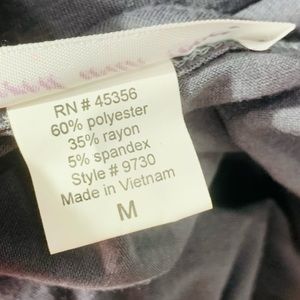 RN # 45356
60% polyester
35% rayon
5% spandex
Style # 9730
Made in Vietnam
M